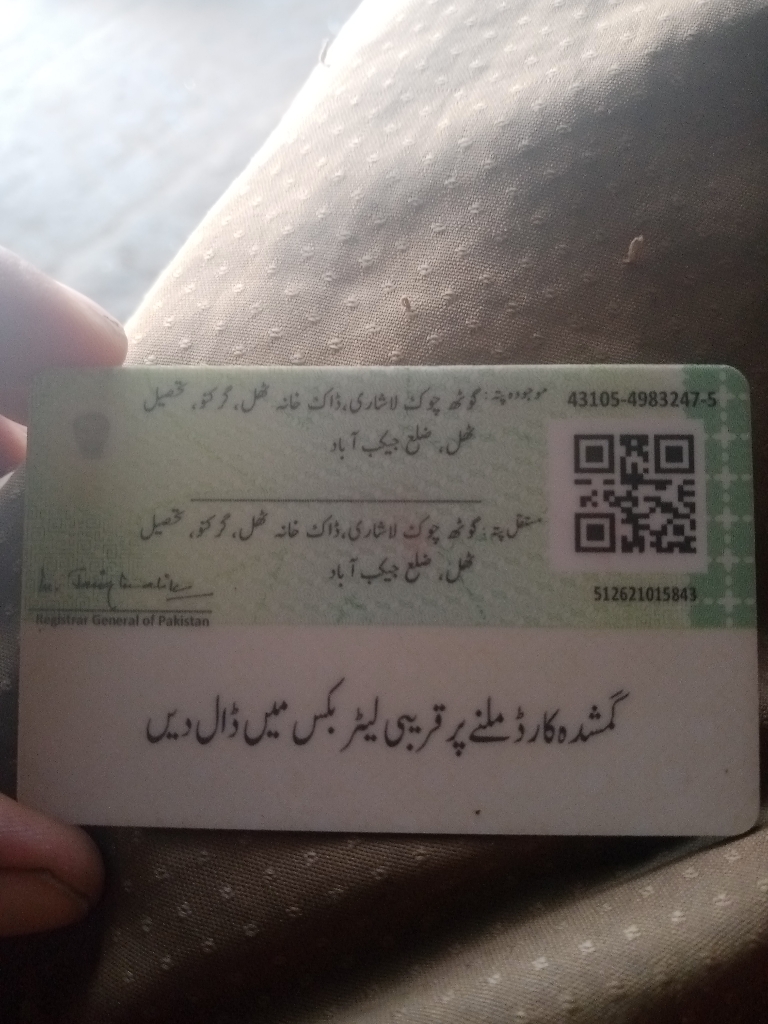 43105-4983247-5
موجودہ پتہ: گوٹھ چوک لاشاری، ڈاک خانہ ٹھل، گرکنو، تحصیل
ٹھل، ضلع جیکب آباد
مستقل پتہ: گوٹھ چوک لاشاری، ڈاک خانہ ٹھل، گرکنو، تحصیل
ٹھل، ضلع جیکب آباد
512621015843
Registrar General of Pakistan
گمشدہ کارڈ ملنے پر قریبی لیٹر بکس میں ڈال دیں